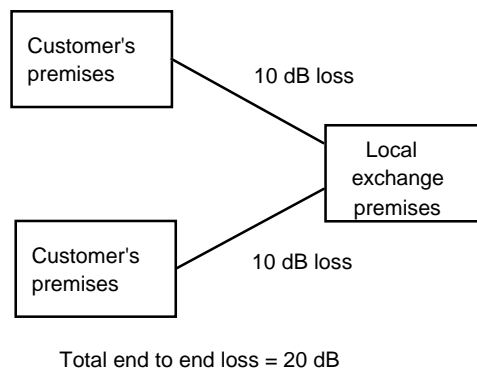 Customer's
premises
10 dB loss
Local
exchange
premises
Customer's
premises
10 dB loss
Total end to end loss = 20 dB